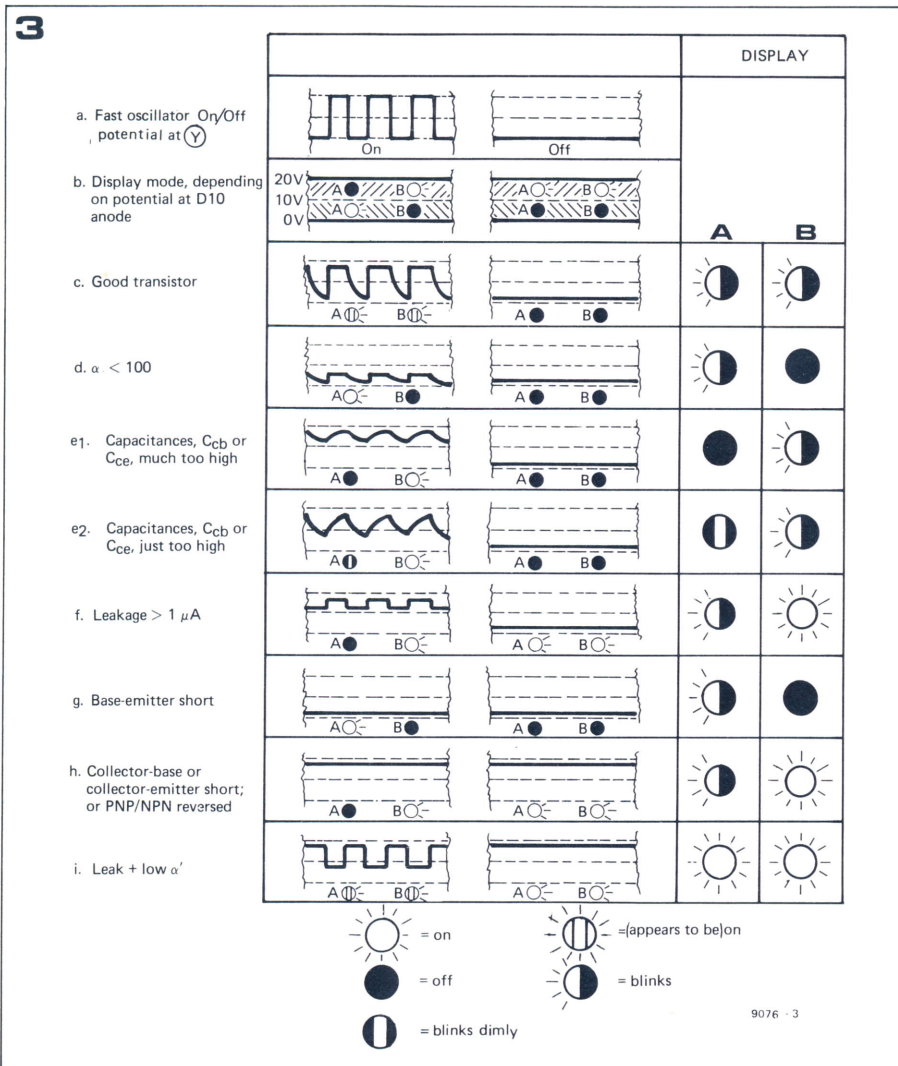 3
DISPLAY
a. Fast oscillator On/Off
potential at Y
On
Off
b. Display mode, depending
on potential at D10
anode
20V
10V
0V
A B
A B
A B
A B
A
B
c. Good transistor
A B
A B
d. α < 100
A B
A B
e1. Capacitances, Ccb or
Cce, much too high
A B
A B
e2. Capacitances, Ccb or
Cce, just too high
A B
A B
f. Leakage > 1 μA
A B
A B
g. Base-emitter short
A B
A B
h. Collector-base or
collector-emitter short;
or PNP/NPN reversed
A B
A B
i. Leak + low α'
A B
A B
= on
=(appears to be)on
= off
= blinks
= blinks dimly
9076 - 3